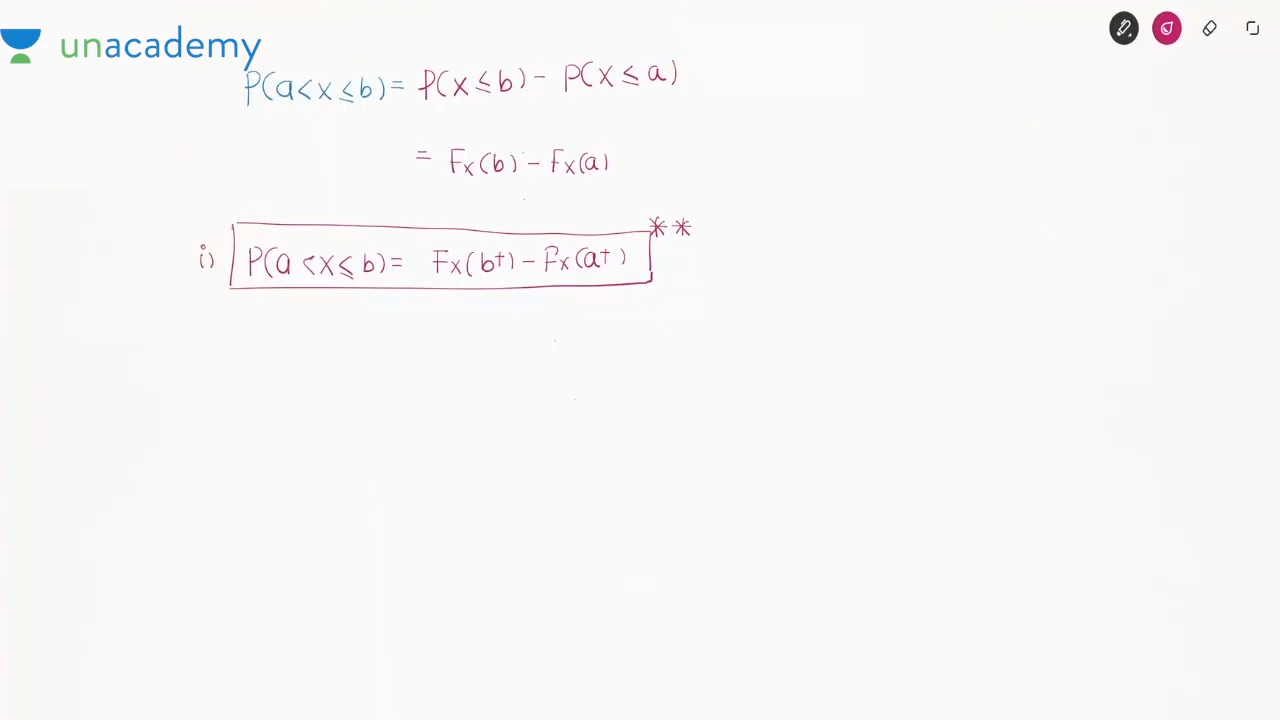 unacademy
P(a<x≤b)= P(x≤b)- P(X≤a)
= Fx(b)-Fx(a)
i) P(a<x≤b)= Fx(b+)-Fx(a+) **